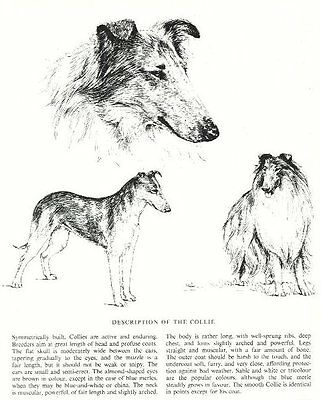 DESCRIPTION OF THE COLLIE
Symmetrically built, Collies are active and enduring.
Breeders aim at great length of head and profuse coats.
The flat skull is moderately wide between the ears,
tapering gradually to the eyes, and the muzzle is a
fair length, but it should not be weak or snipy. The
ears are small and semi-erect. The almond-shaped eyes
are brown in colour, except in the case of blue merles,
when they may be blue-and-white or china. The neck
is muscular, powerful, of fair length and slightly arched.
The body is rather long, with well-sprung ribs, deep
chest, and loins slightly arched and powerful. Legs
straight and muscular, with a fair amount of bone.
The outer coat should be harsh to the touch, and the
undercoat soft, furry, and very close, affording protec-
tion against bad weather. Sable and white or tricolour
are the popular colours, although the blue merle
steadily grows in favour. The smooth Collie is identical
in points except for his coat.